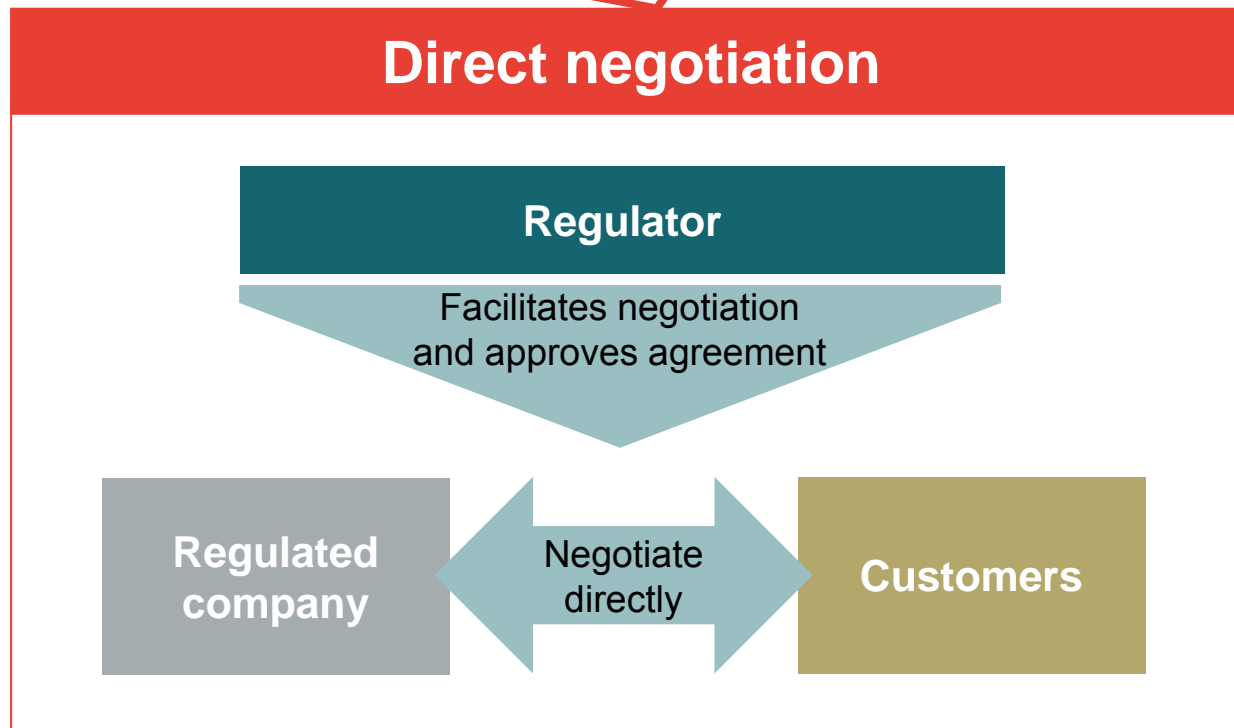 Direct negotiation
Regulator
Facilitates negotiation
and approves agreement
Regulated
company
Negotiate
directly
Customers